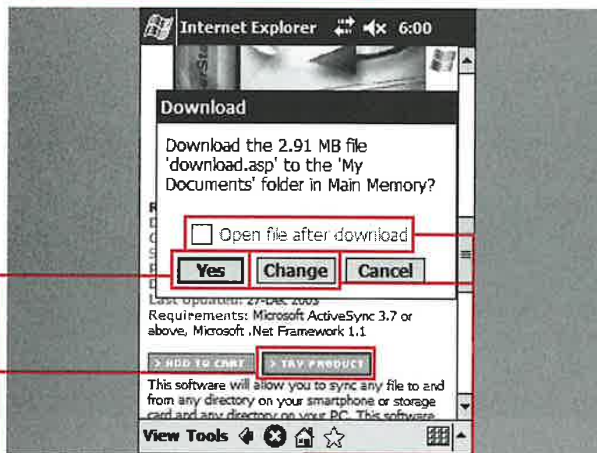 Internet Explorer 6:00
Download
Download the 2.91 MB file
'download.asp' to the 'My
Documents' folder in Main Memory?
Open file after download
Yes Change Cancel
Last Updated: 27-Dec 2003
Requirements: Microsoft ActiveSync 3.7 or
above, Microsoft .Net Framework 1.1
> ADD TO CART > TRY PRODUCT
This software will allow you to sync any file to and
from any directory on your smartphone or storage
card and any directory on your PC. This software
View Tools